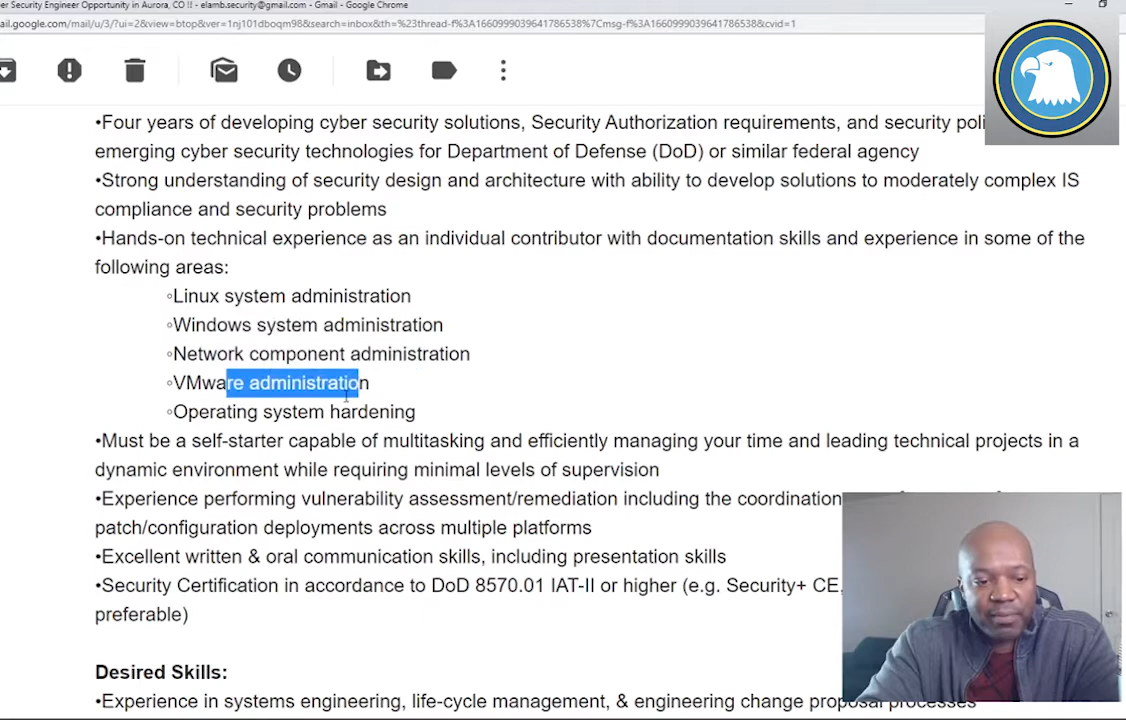 er Security Engineer Opportunity in Aurora, CO !! - elamb.security@gmail.com - Gmail - Google Chrome
ail.google.com/mail/u/3/?ui=2&view=btop&ver=1nj101dboqm98&search=inbox&th=%23thread-f%3A1660999039641786538%7Cmsg-f%3A1660999039641786538&cvid=1
•Four years of developing cyber security solutions, Security Authorization requirements, and security poli
emerging cyber security technologies for Department of Defense (DoD) or similar federal agency
•Strong understanding of security design and architecture with ability to develop solutions to moderately complex IS
compliance and security problems
•Hands-on technical experience as an individual contributor with documentation skills and experience in some of the
following areas:
◦Linux system administration
◦Windows system administration
◦Network component administration
◦VMware administration
◦Operating system hardening
•Must be a self-starter capable of multitasking and efficiently managing your time and leading technical projects in a
dynamic environment while requiring minimal levels of supervision
•Experience performing vulnerability assessment/remediation including the coordination
patch/configuration deployments across multiple platforms
•Excellent written & oral communication skills, including presentation skills
•Security Certification in accordance to DoD 8570.01 IAT-II or higher (e.g. Security+ CE,
preferable)
Desired Skills:
•Experience in systems engineering, life-cycle management, & engineering change proposal processes